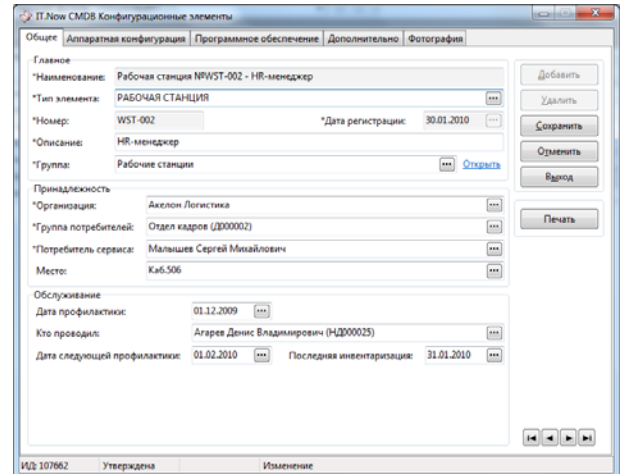 IT.Now CMDB Конфигурационные элементы
Общее Аппаратная конфигурация Программное обеспечение Дополнительно Фотография
Главное
*Наименование: Рабочая станция №WST-002 - HR-менеджер
*Тип элемента: РАБОЧАЯ СТАНЦИЯ ...
*Номер: WST-002 *Дата регистрации: 30.01.2010 ...
*Описание: HR-менеджер
*Группа: Рабочие станции ... Открыть
Принадлежность
*Организация: Акелон Логистика ...
*Группа потребителей: Отдел кадров (Д000002) ...
*Потребитель сервиса: Малышев Сергей Михайлович ...
Место: Каб.506 ...
Обслуживание
Дата профилактики: 01.12.2009 ...
Кто проводил: Агарев Денис Владимирович (НД000025) ...
Дата следующей профилактики: 01.02.2010 ... Последняя инвентаризация: 31.01.2010 ...
Добавить
Удалить
Сохранить
Отменить
Выход
Печать
ИД: 107662 Утверждена Изменение